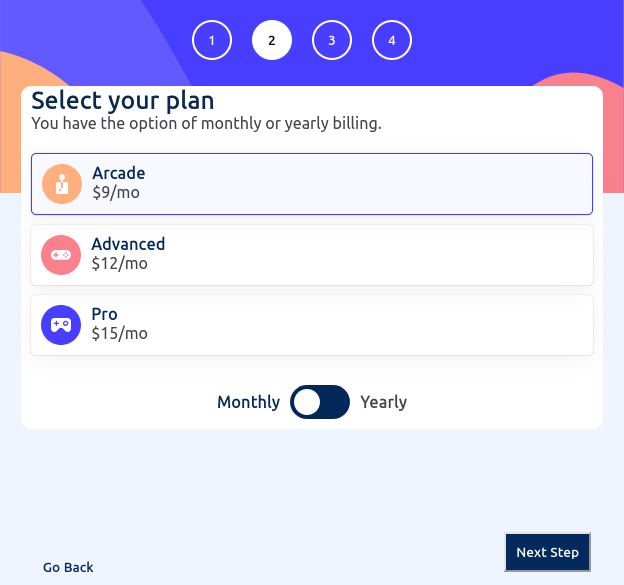 1 2 3 4
Select your plan
You have the option of monthly or yearly billing.
Arcade
$9/mo
Advanced
$12/mo
Pro
$15/mo
Monthly Yearly
Go Back Next Step